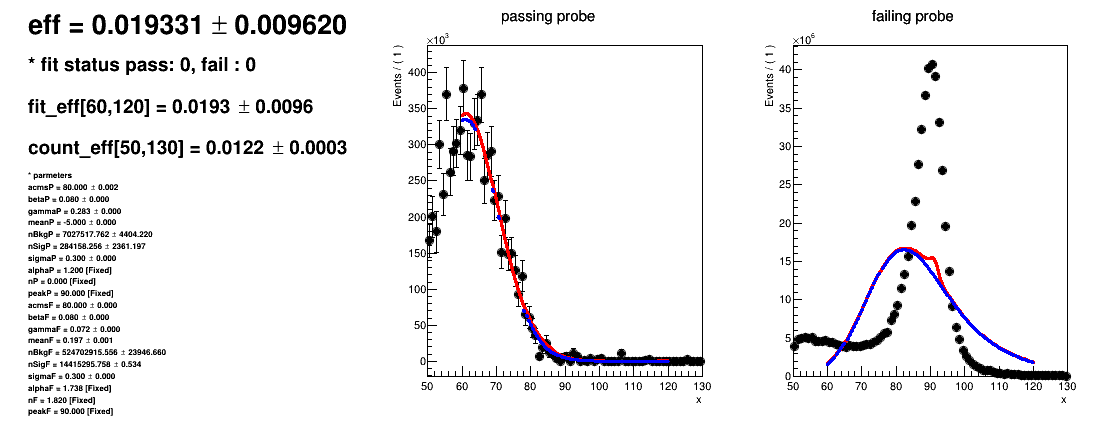 eff = 0.019331 ± 0.009620
* fit status pass: 0, fail : 0
fit_eff[60,120] = 0.0193 ± 0.0096
count_eff[50,130] = 0.0122 ± 0.0003
* parmeters
acmsP = 80.000 ± 0.002
betaP = 0.080 ± 0.000
gammaP = 0.283 ± 0.000
meanP = -5.000 ± 0.000
nBkgP = 7027517.762 ± 4404.220
nSigP = 284158.256 ± 2361.197
sigmaP = 0.300 ± 0.000
alphaP = 1.200 [Fixed]
nP = 0.000 [Fixed]
peakP = 90.000 [Fixed]
acmsF = 80.000 ± 0.000
betaF = 0.080 ± 0.000
gammaF = 0.072 ± 0.000
meanF = 0.197 ± 0.001
nBkgF = 524702915.556 ± 23946.660
nSigF = 14415295.758 ± 0.534
sigmaF = 0.300 ± 0.000
alphaF = 1.738 [Fixed]
nF = 1.820 [Fixed]
peakF = 90.000 [Fixed]
passing probe
×10³
Events / ( 1 )
400
350
300
250
200
150
100
50
0
50 60 70 80 90 100 110 120 130
x
failing probe
×10⁶
Events / ( 1 )
40
35
30
25
20
15
10
5
0
50 60 70 80 90 100 110 120 130
x